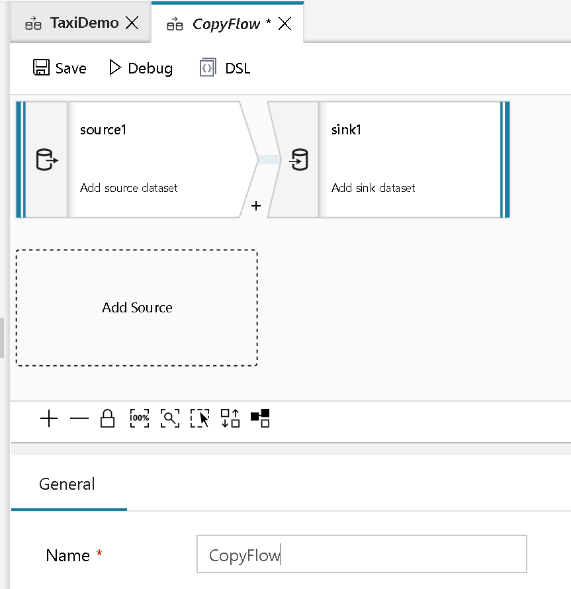 TaxiDemo
CopyFlow *
Save Debug DSL
source1
Add source dataset
sink1
Add sink dataset
+
Add Source
100%
General
Name *
CopyFlow